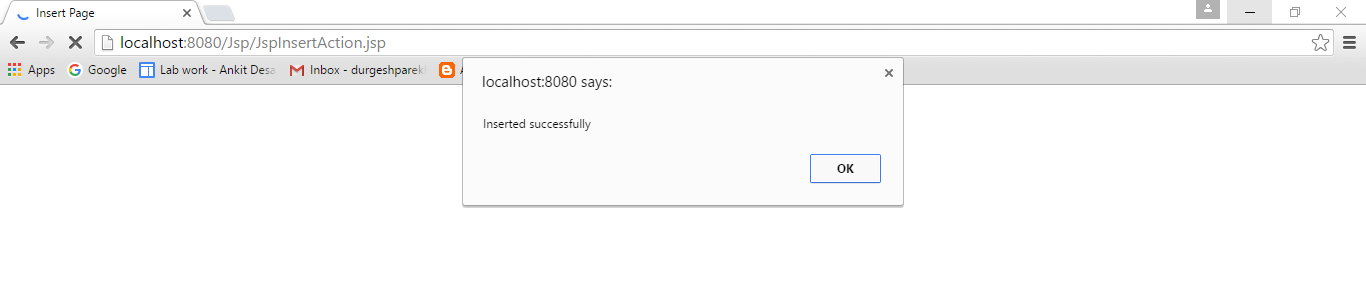 Insert Page
localhost:8080/Jsp/JspInsertAction.jsp
Apps Google Lab work - Ankit Desa Inbox - durgeshparek
localhost:8080 says:
Inserted successfully
OK